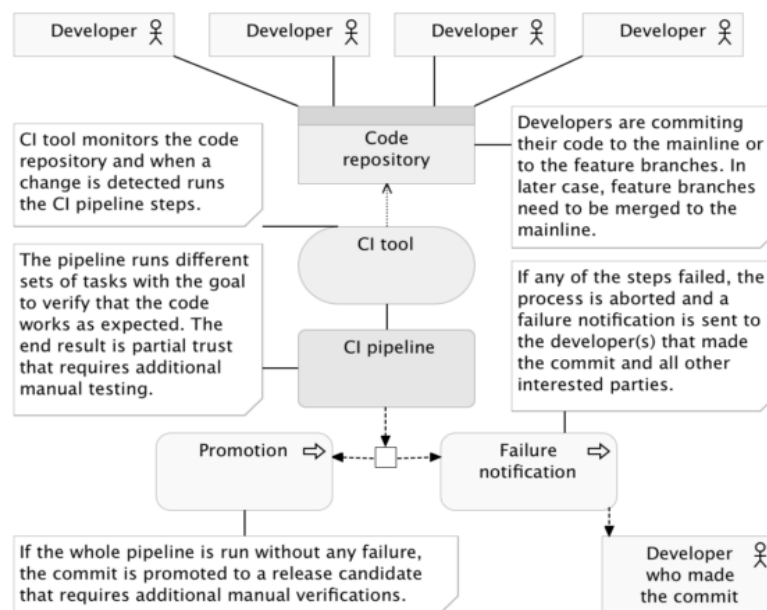 Developer
Developer
Developer
Developer
Code
repository
CI tool monitors the code
repository and when a
change is detected runs
the CI pipeline steps.
Developers are commiting
their code to the mainline or
to the feature branches. In
later case, feature branches
need to be merged to the
mainline.
CI tool
The pipeline runs different
sets of tasks with the goal
to verify that the code
works as expected. The
end result is partial trust
that requires additional
manual testing.
If any of the steps failed, the
process is aborted and a
failure notification is sent to
the developer(s) that made
the commit and all other
interested parties.
CI pipeline
Promotion
Failure
notification
If the whole pipeline is run without any failure,
the commit is promoted to a release candidate
that requires additional manual verifications.
Developer
who made
the commit